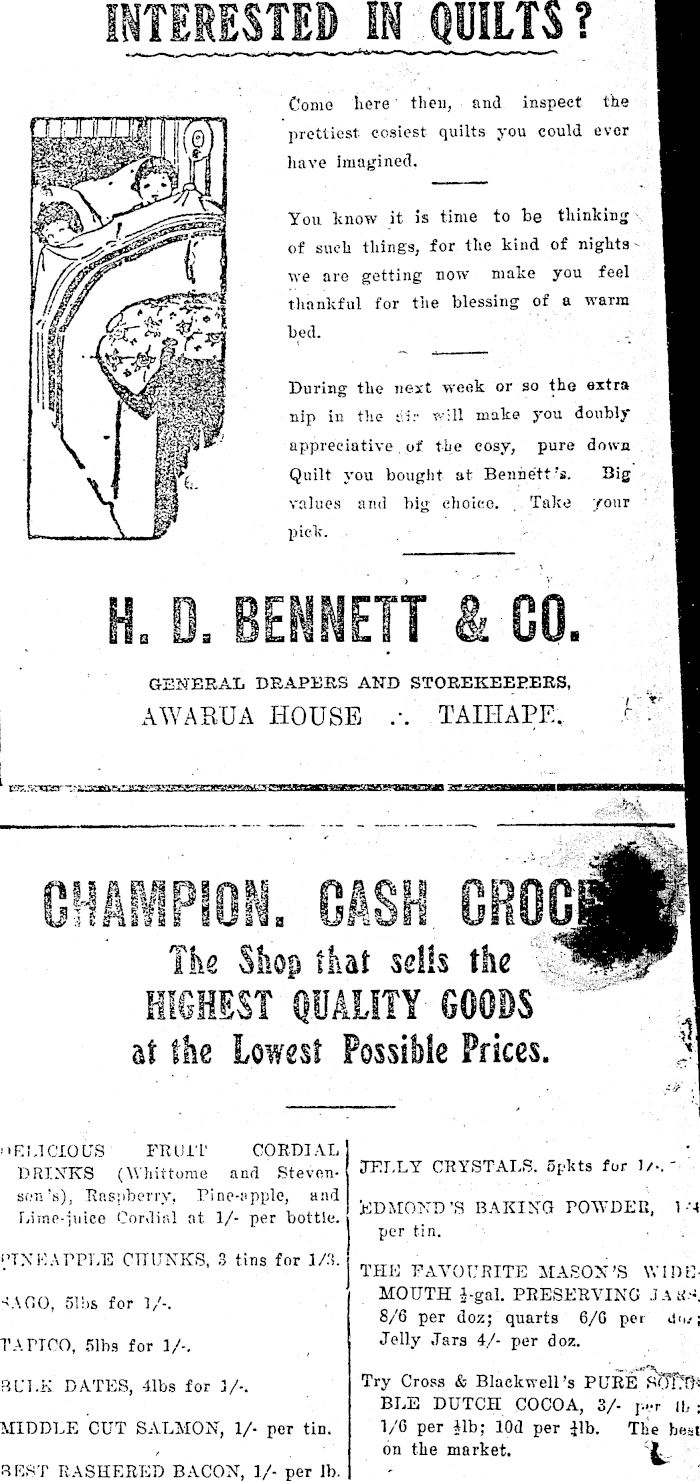 INTERESTED IN QUILTS?
Come here then, and inspect the
prettiest cosiest quilts you could ever
have imagined.
You know it is time to be thinking
of such things, for the kind of nights
we are getting now make you feel
thankful for the blessing of a warm
bed.
During the next week or so the extra
nip in the air will make you doubly
appreciative of the cosy, pure down
Quilt you bought at Bennett's. Big
values and big choice. Take your
pick.
H. D. BENNETT & CO.
GENERAL DRAPERS AND STOREKEEPERS,
AWARUA HOUSE ∴ TAIHAPE.
CHAMPION. CASH GROCE
The Shop that sells the
HIGHEST QUALITY GOODS
at the Lowest Possible Prices.
DELICIOUS FRUIT CORDIAL
DRINKS (Whittome and Steven-
son's), Raspberry, Pine-apple, and
Lime-juice Cordial at 1/- per bottle.
PINEAPPLE CHUNKS, 3 tins for 1/3.
SAGO, 5lbs for 1/-.
TAPICO, 5lbs for 1/-.
BULK DATES, 4lbs for 1/-.
MIDDLE CUT SALMON, 1/- per tin.
BEST RASHERED BACON, 1/- per lb.
JELLY CRYSTALS. 5pkts for 1/-.
EDMOND'S BAKING POWDER,
per tin.
THE FAVOURITE MASON'S WIDE-
MOUTH ½-gal. PRESERVING JARS,
8/6 per doz; quarts 6/6 per doz;
Jelly Jars 4/- per doz.
Try Cross & Blackwell's PURE SOLU-
BLE DUTCH COCOA, 3/- per lb;
1/6 per ½lb; 10d per ¼lb. The best
on the market.